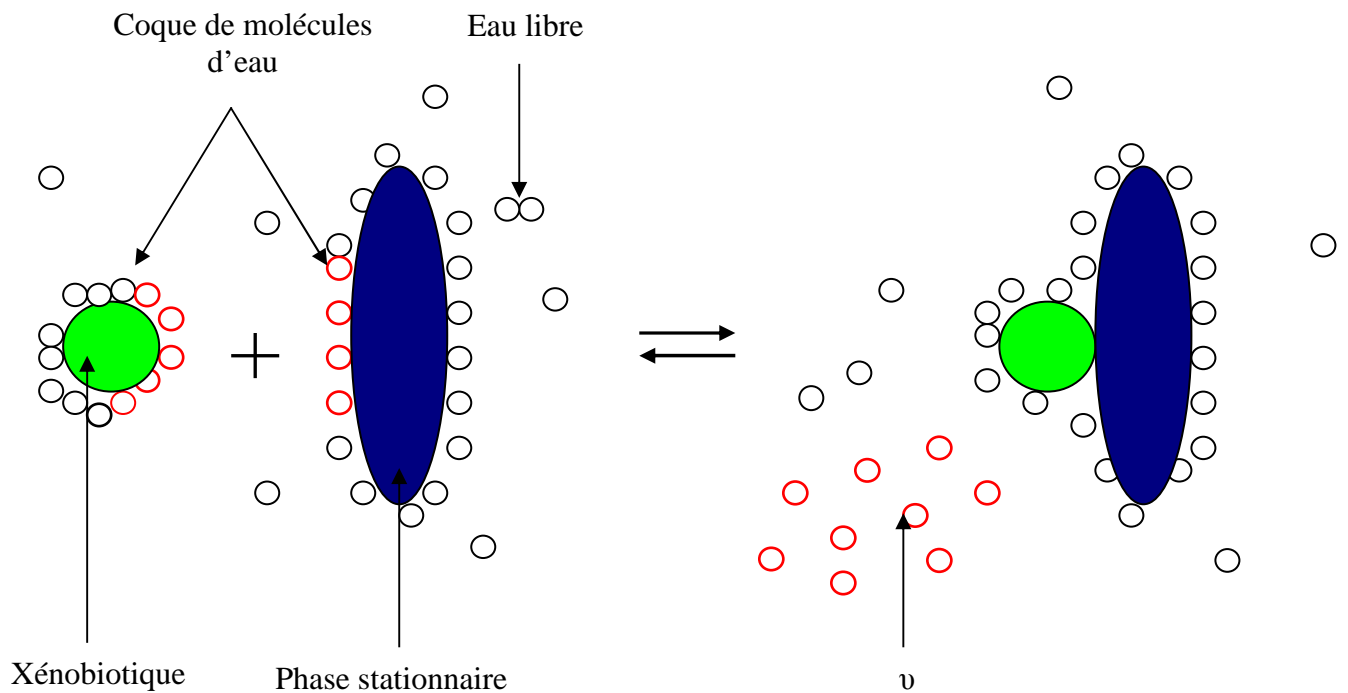 Coque de molécules
d’eau
Eau libre
+
Xénobiotique
Phase stationnaire
υ